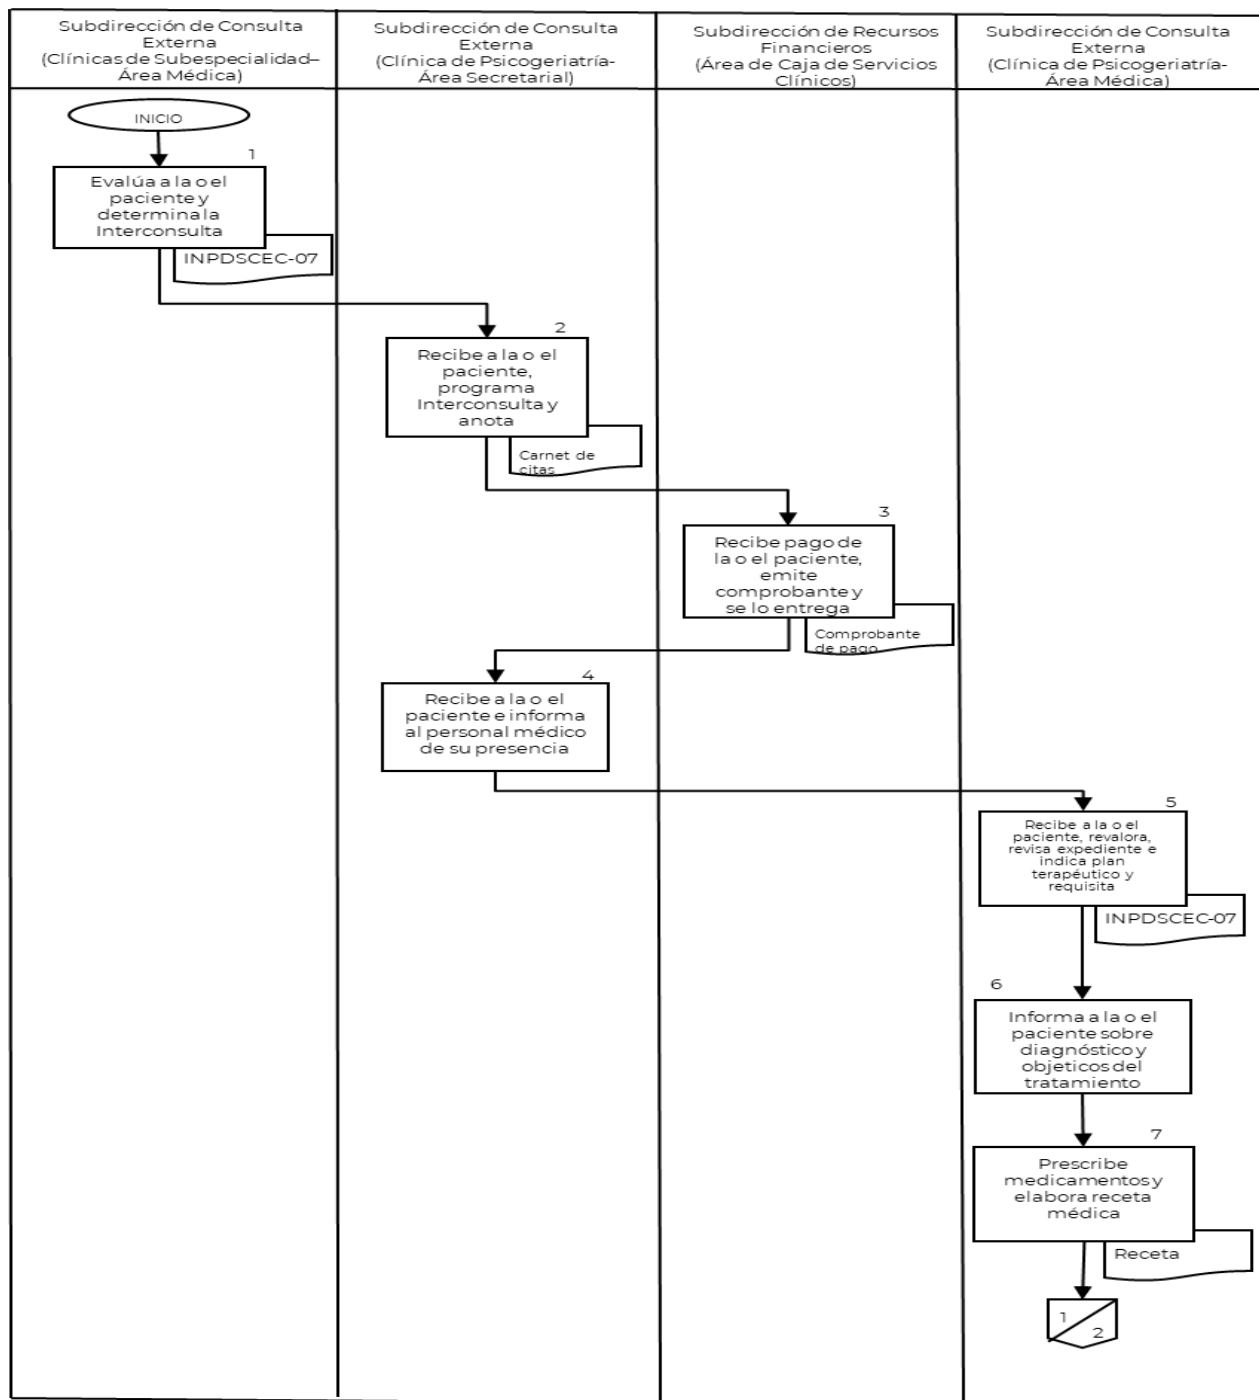 Subdirección de Consulta
Externa
(Clínicas de Subespecialidad–
Área Médica)
Subdirección de Consulta
Externa
(Clínica de Psicogeriatría-
Área Secretarial)
Subdirección de Recursos
Financieros
(Área de Caja de Servicios
Clínicos)
Subdirección de Consulta
Externa
(Clínica de Psicogeriatría-
Área Médica)
INICIO
1
Evalúa a la o el
paciente y
determina la
Interconsulta
INPDSCEC-07
2
Recibe a la o el
paciente,
programa
Interconsulta y
anota
Carnet de
citas
3
Recibe pago de
la o el paciente,
emite
comprobante y
se lo entrega
Comprobante
de pago
4
Recibe a la o el
paciente e informa
al personal médico
de su presencia
5
Recibe a la o el
paciente, revalora,
revisa expediente e
indica plan
terapéutico y
requisita
INPDSCEC-07
6
Informa a la o el
paciente sobre
diagnóstico y
objeticos del
tratamiento
7
Prescribe
medicamentos y
elabora receta
médica
Receta
1
2